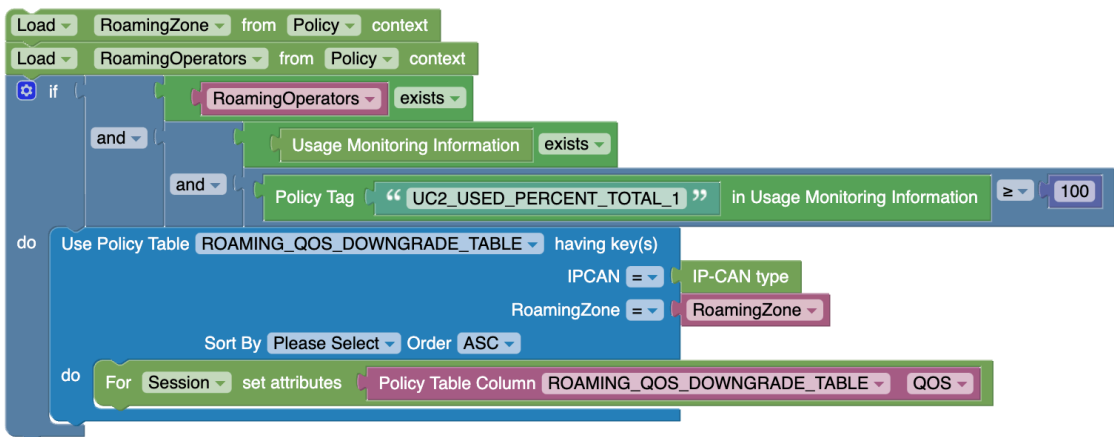 Load RoamingZone from Policy context
Load RoamingOperators from Policy context
if RoamingOperators exists
and Usage Monitoring Information exists
and Policy Tag “ UC2_USED_PERCENT_TOTAL_1 ” in Usage Monitoring Information ≥ 100
do Use Policy Table ROAMING_QOS_DOWNGRADE_TABLE having key(s)
IPCAN = IP-CAN type
RoamingZone = RoamingZone
Sort By Please Select Order ASC
do For Session set attributes Policy Table Column ROAMING_QOS_DOWNGRADE_TABLE QOS